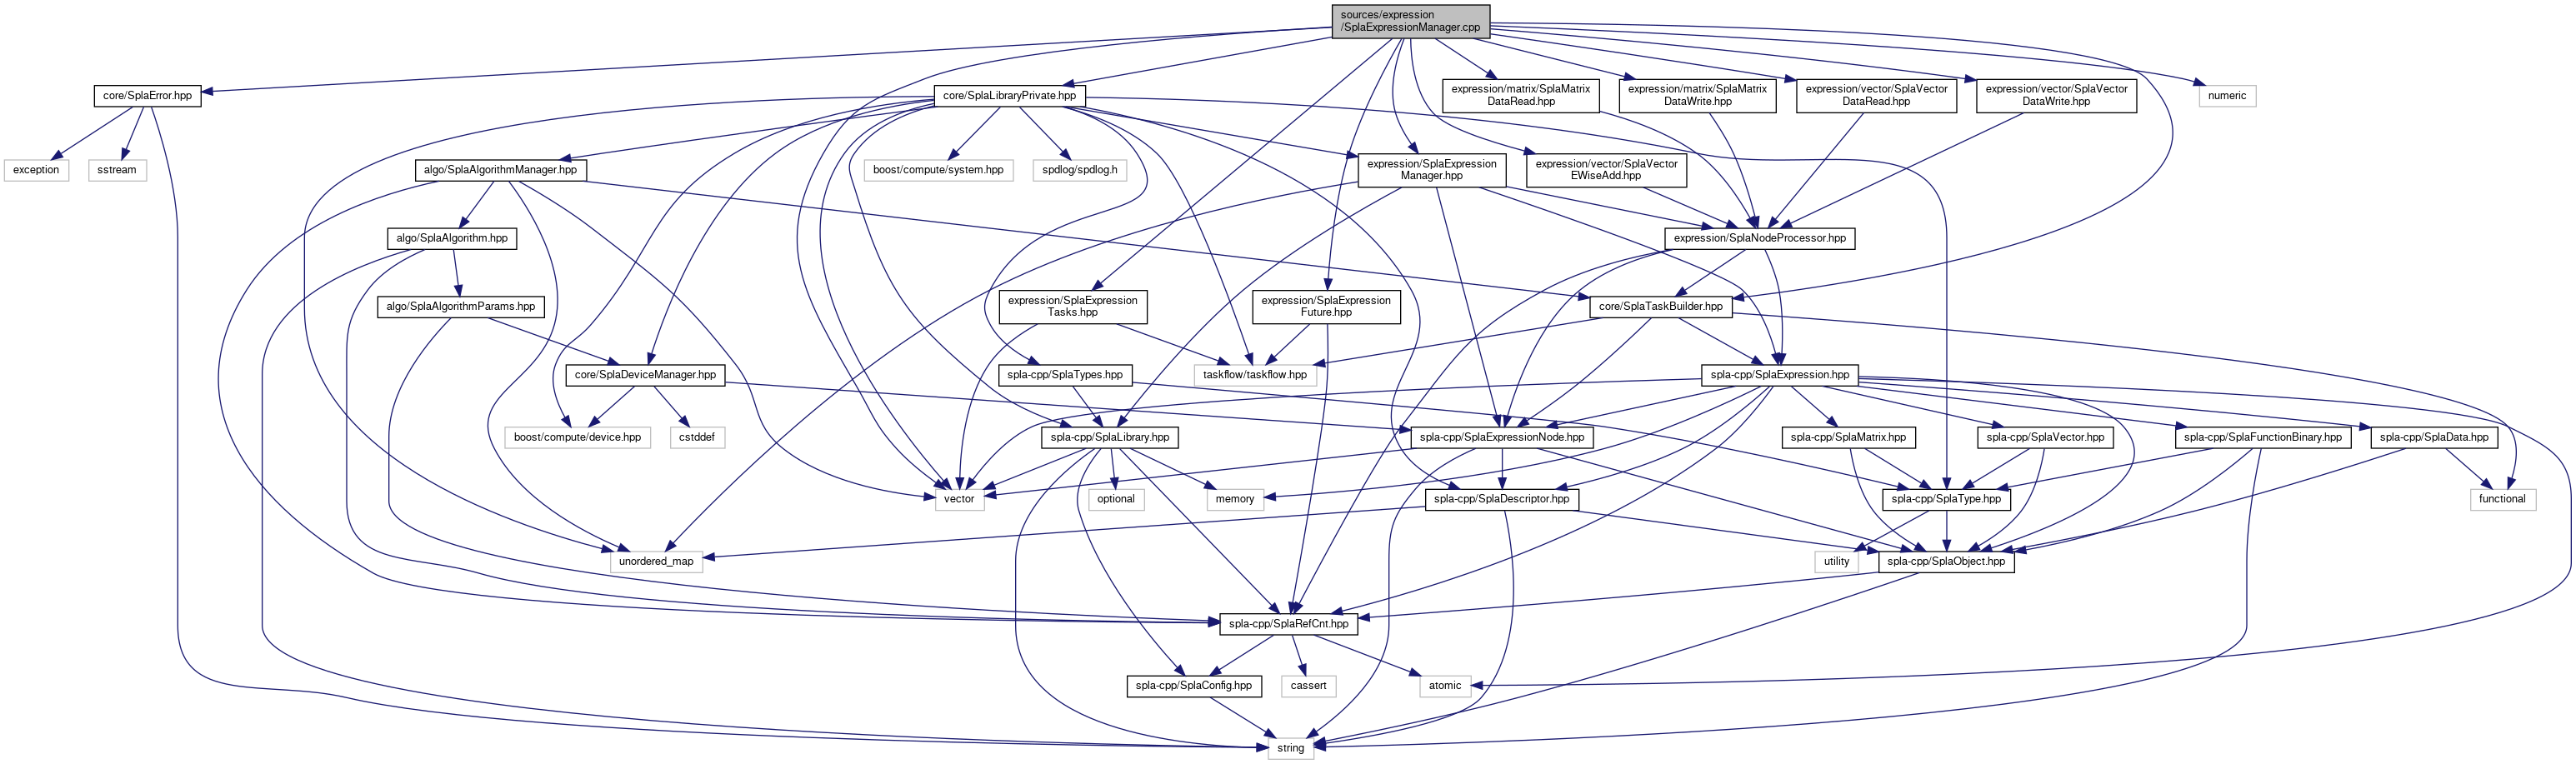 sources/expression
/SplaExpressionManager.cpp
core/SplaError.hpp
core/SplaLibraryPrivate.hpp
expression/matrix/SplaMatrix
DataRead.hpp
expression/matrix/SplaMatrix
DataWrite.hpp
expression/vector/SplaVector
DataRead.hpp
expression/vector/SplaVector
DataWrite.hpp
numeric
exception
sstream
algo/SplaAlgorithmManager.hpp
boost/compute/system.hpp
spdlog/spdlog.h
expression/SplaExpression
Manager.hpp
expression/vector/SplaVector
EWiseAdd.hpp
algo/SplaAlgorithm.hpp
expression/SplaNodeProcessor.hpp
algo/SplaAlgorithmParams.hpp
expression/SplaExpression
Tasks.hpp
expression/SplaExpression
Future.hpp
core/SplaTaskBuilder.hpp
core/SplaDeviceManager.hpp
spla-cpp/SplaTypes.hpp
taskflow/taskflow.hpp
spla-cpp/SplaExpression.hpp
boost/compute/device.hpp
cstddef
spla-cpp/SplaLibrary.hpp
spla-cpp/SplaExpressionNode.hpp
spla-cpp/SplaMatrix.hpp
spla-cpp/SplaVector.hpp
spla-cpp/SplaFunctionBinary.hpp
spla-cpp/SplaData.hpp
vector
optional
memory
spla-cpp/SplaDescriptor.hpp
spla-cpp/SplaType.hpp
functional
unordered_map
utility
spla-cpp/SplaObject.hpp
spla-cpp/SplaRefCnt.hpp
spla-cpp/SplaConfig.hpp
cassert
atomic
string